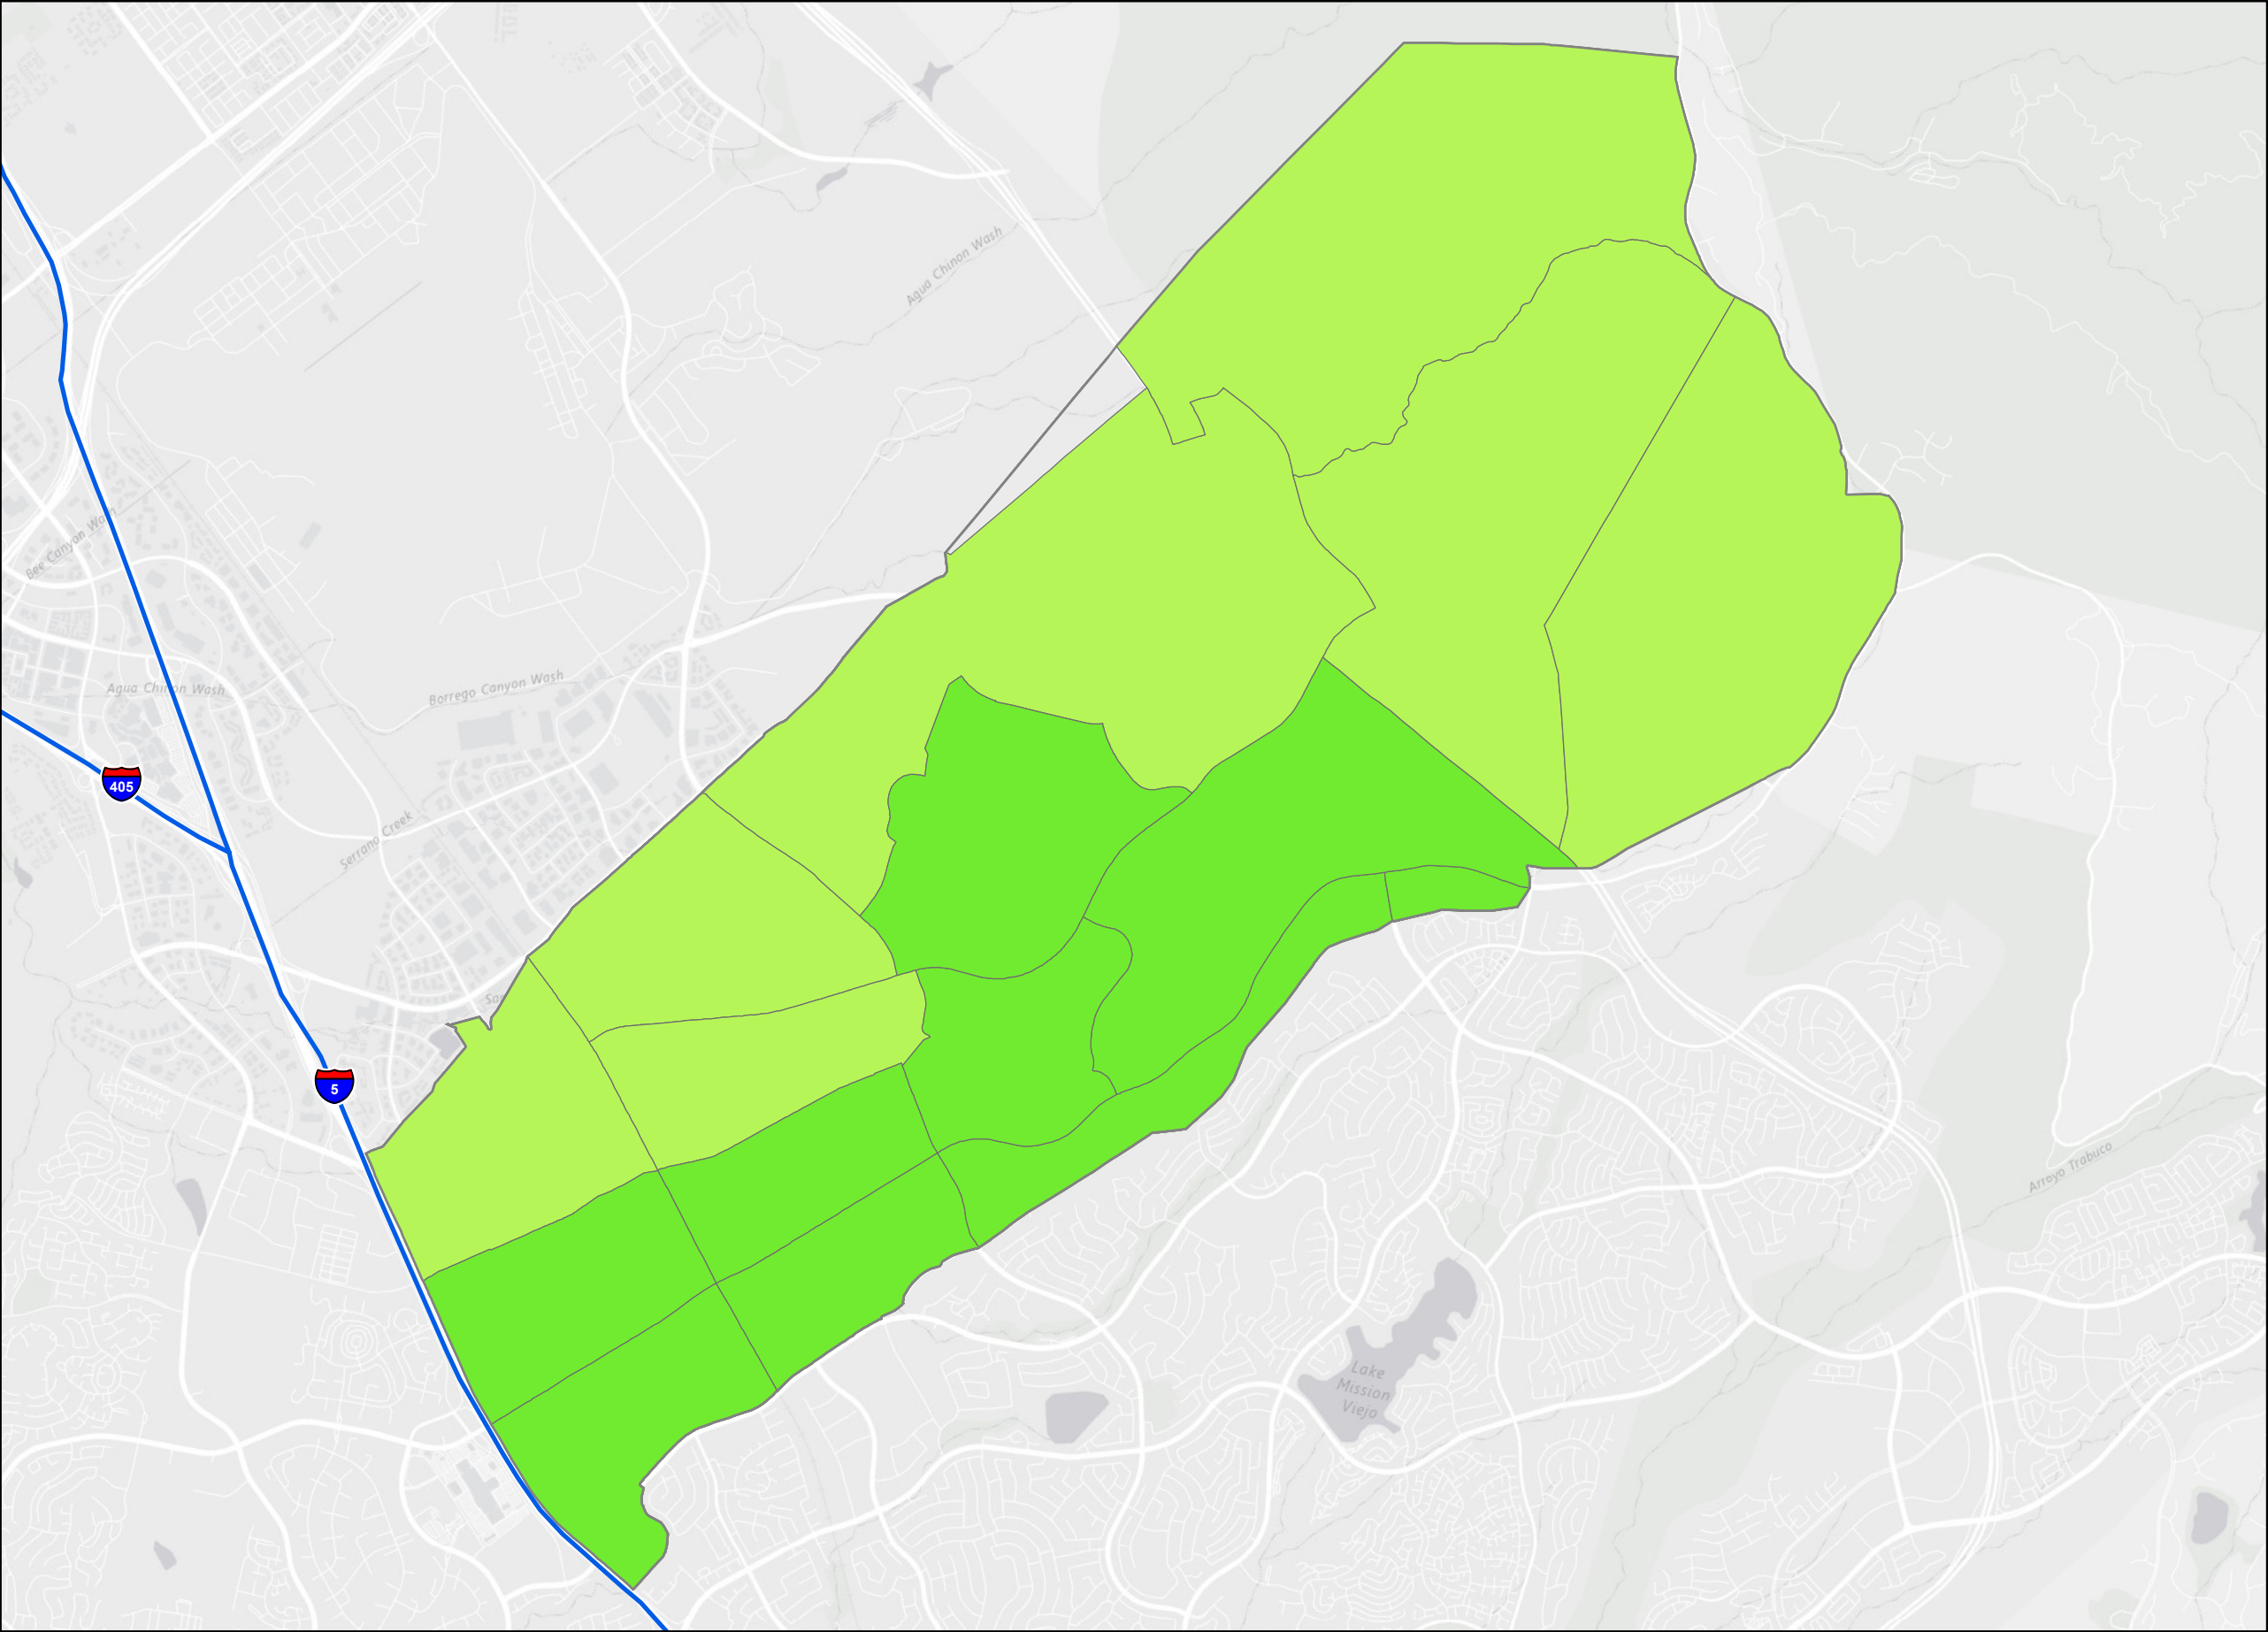 Agua Chinon Wash
Bee Canyon Wash
Agua Chinon Wash
Borrego Canyon Wash
405
Serrano Creek
San
5
Arroyo Trabuco
Lake
Mission
Viejo